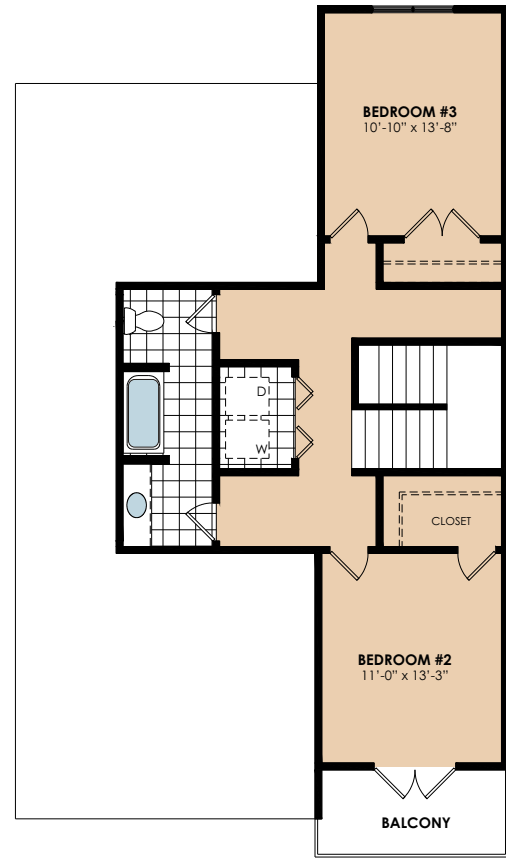 BEDROOM #3
10'-10” x 13'-8”
D
W
CLOSET
BEDROOM #2
11'-0” x 13'-3”
BALCONY